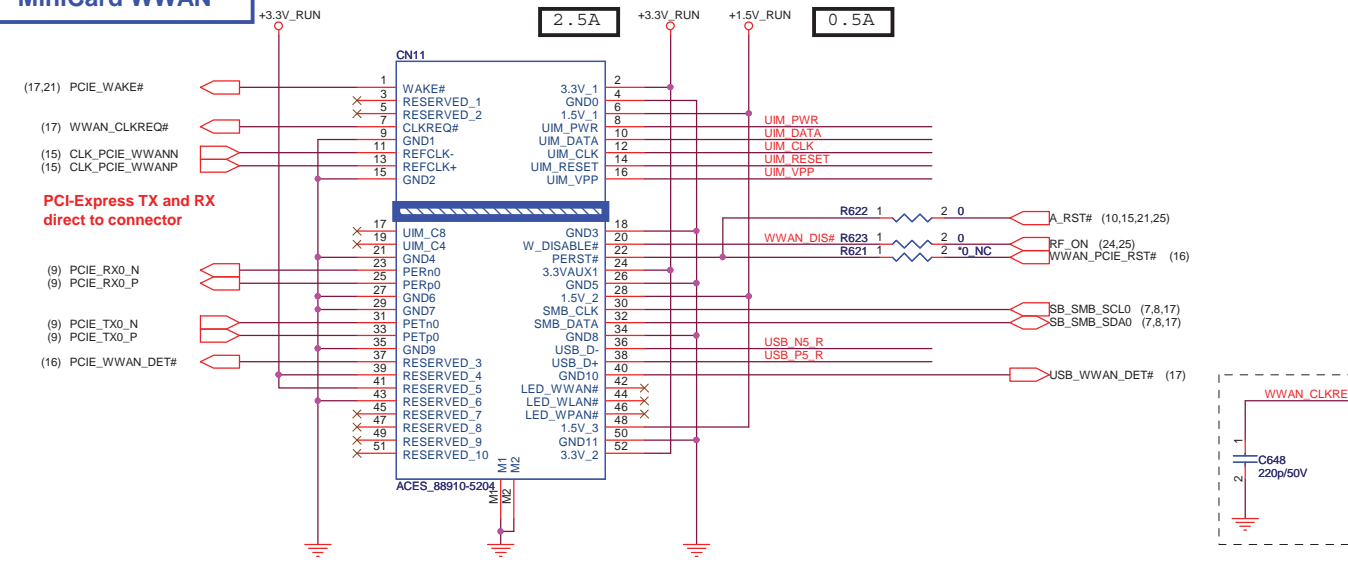 MiniCard WWAN
+3.3V_RUN
2.5A
+3.3V_RUN
+1.5V_RUN
0.5A
CN11
(17,21) PCIE_WAKE#
(17) WWAN_CLKREQ#
(15) CLK_PCIE_WWANN
(15) CLK_PCIE_WWANP
PCI-Express TX and RX
direct to connector
(9) PCIE_RX0_N
(9) PCIE_RX0_P
(9) PCIE_TX0_N
(9) PCIE_TX0_P
(16) PCIE_WWAN_DET#
1 WAKE#
3 RESERVED_1
5 RESERVED_2
7 CLKREQ#
9 GND1
11 REFCLK-
13 REFCLK+
15 GND2
17 UIM_C8
19 UIM_C4
21 GND4
23 PERn0
25 PERp0
27 GND6
29 GND7
31 PETn0
33 PETp0
35 GND9
37 RESERVED_3
39 RESERVED_4
41 RESERVED_5
43 RESERVED_6
45 RESERVED_7
47 RESERVED_8
49 RESERVED_9
51 RESERVED_10
3.3V_1 2
GND0 4
1.5V_1 6
UIM_PWR 8 UIM_PWR
UIM_DATA 10 UIM_DATA
UIM_CLK 12 UIM_CLK
UIM_RESET 14 UIM_RESET
UIM_VPP 16 UIM_VPP
GND3 18
W_DISABLE# 20
PERST# 22
3.3VAUX1 24
GND5 26
1.5V_2 28
SMB_CLK 30
SMB_DATA 32
GND8 34
USB_D- 36 USB_N5_R
USB_D+ 38 USB_P5_R
GND10 40
LED_WWAN# 42
LED_WLAN# 44
LED_WPAN# 46
1.5V_3 48
GND11 50
3.3V_2 52
M1
M2
ACES_88910-5204
M1
M2
R622 1 2 0 A_RST# (10,15,21,25)
WWAN_DIS# R623 1 2 0 RF_ON (24,25)
R621 1 2 *0_NC WWAN_PCIE_RST# (16)
SB_SMB_SCL0 (7,8,17)
SB_SMB_SDA0 (7,8,17)
USB_WWAN_DET# (17)
1
C648
220p/50V
2